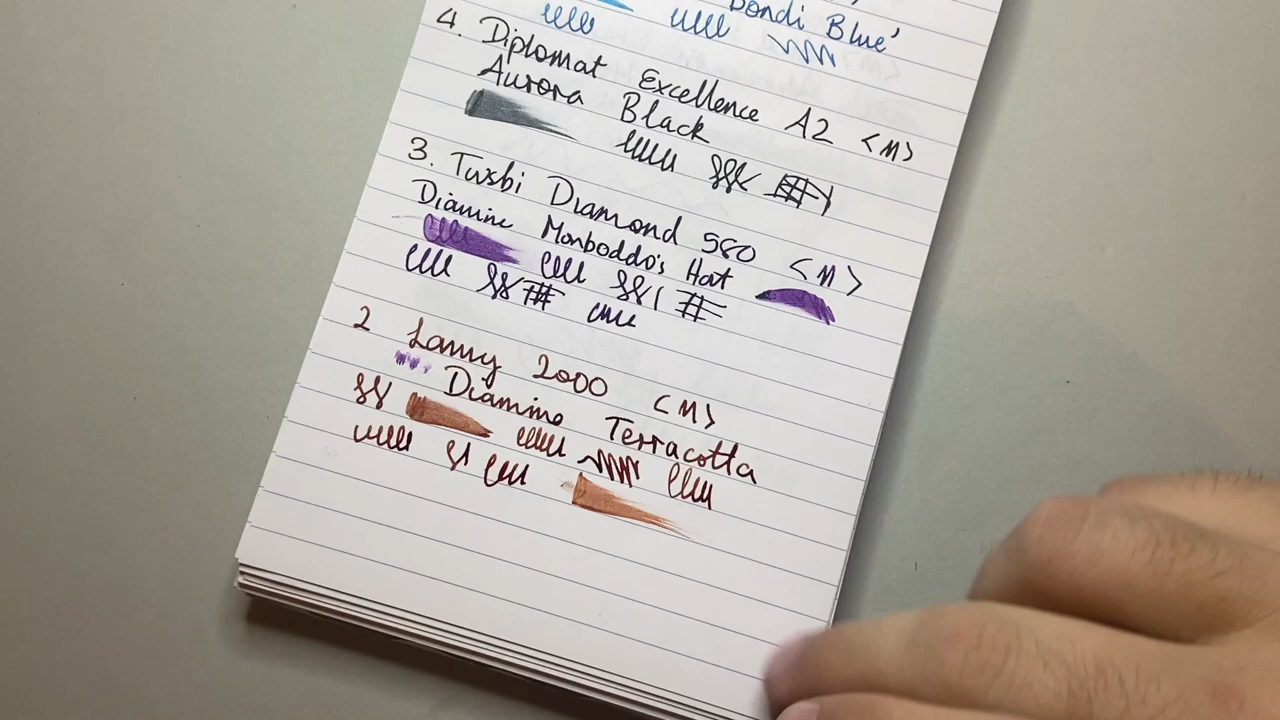 Bondi Blue'
4. Diplomat Excellence A2 <M>
Aurora Black
3. Twsbi Diamond 580 <M>
Diamine Monboddo's Hat
2 Lamy 2000 <M>
Diamine Terracotta